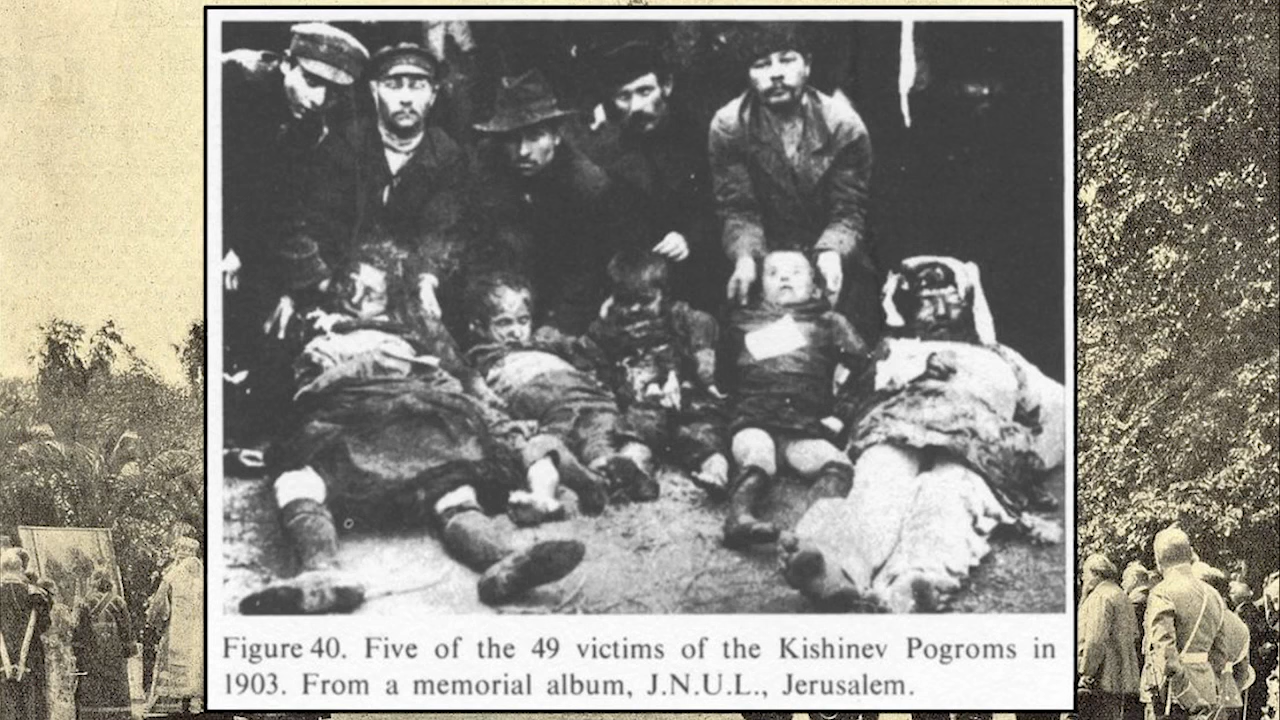 Figure 40. Five of the 49 victims of the Kishinev Pogroms in
1903. From a memorial album, J.N.U.L., Jerusalem.